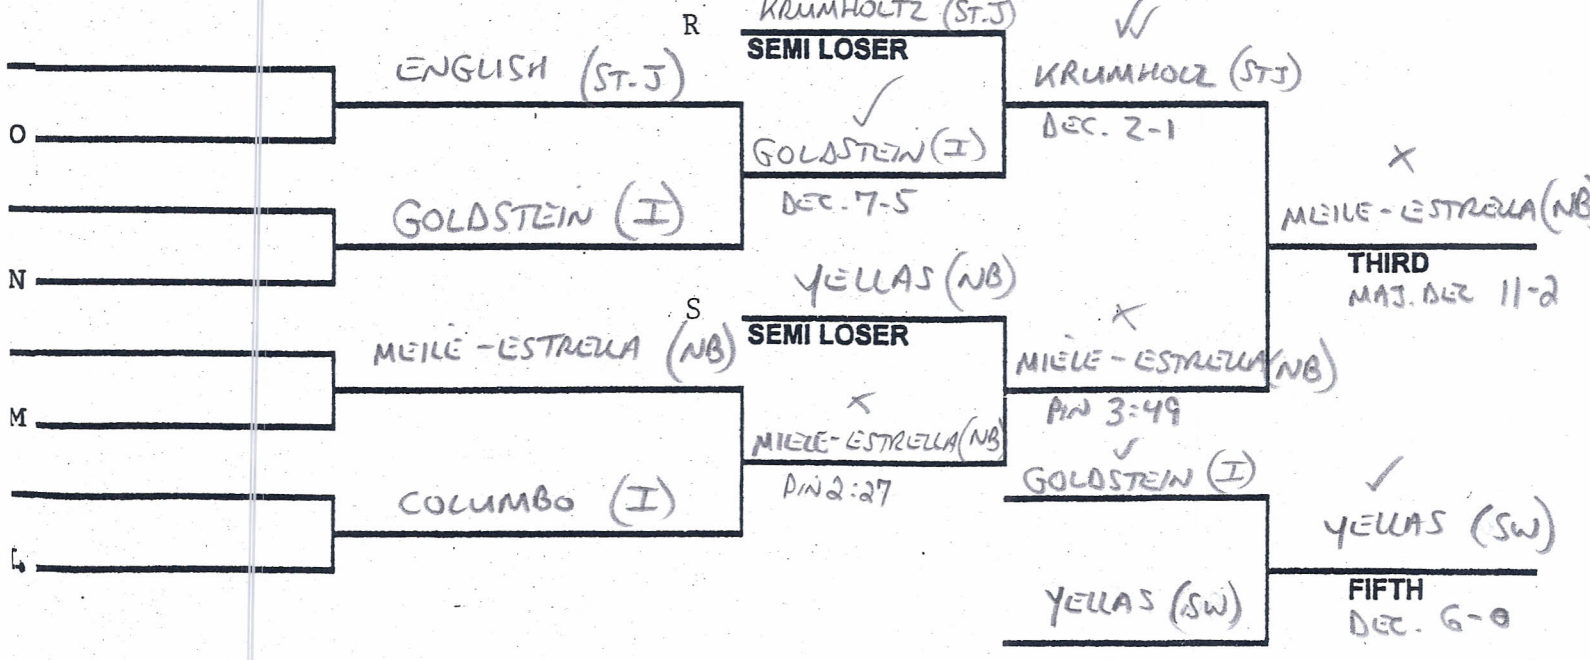 R KRUMHOLTZ (ST.J)
SEMI LOSER
ENGLISH (ST.J)
KRUMHOLZ (STJ)
DEC. 2-1
O
GOLDSTEIN (I)
DEC. 7-5
GOLDSTEIN (I)
MEILE-ESTRELLA (NB)
THIRD
MAJ. DEC 11-2
N
YELLAS (NB)
S
SEMI LOSER
MEILE-ESTRELLA (NB)
MIELE-ESTRELLA (NB)
PIN 3:49
M
MIELE-ESTRELLA (NB)
PIN 2:27
GOLDSTEIN (I)
COLUMBO (I)
YELLAS (SW)
FIFTH
DEC. 6-0
L
YELLAS (SW)